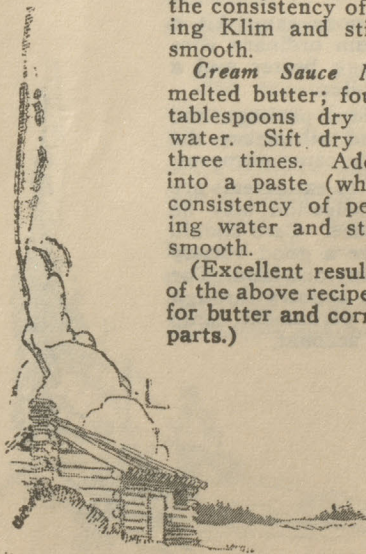 the consistency of
ing Klim and sti
smooth.
Cream Sauce N
melted butter; fou
tablespoons dry
water. Sift dry
three times. Ad
into a paste (wh
consistency of pe
ing water and st
smooth.
(Excellent resul
of the above recipe
for butter and corr
parts.)